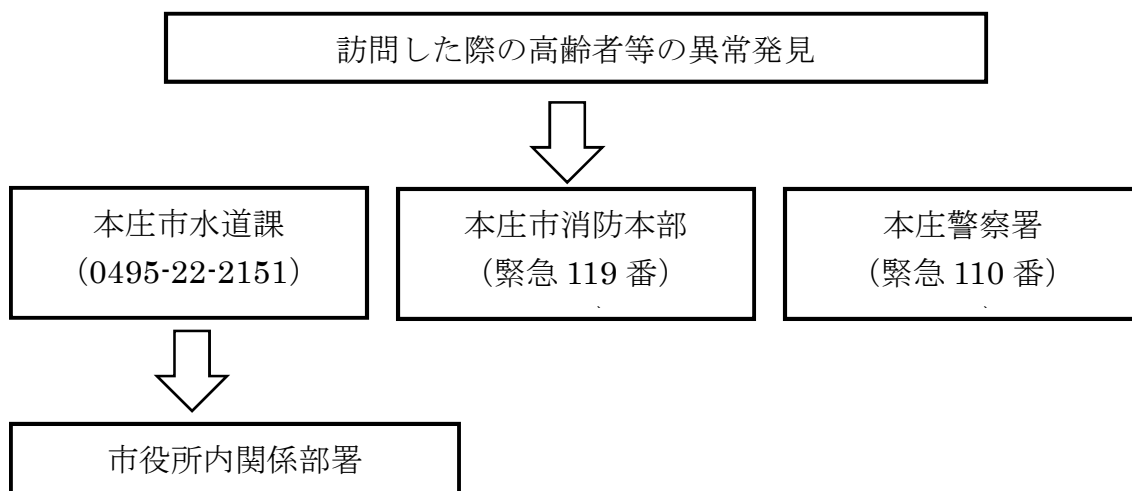 訪問した際の高齢者等の異常発見
本庄市水道課
（0495-22-2151）
本庄市消防本部
（緊急 119 番）
本庄警察署
（緊急 110 番）
市役所内関係部署